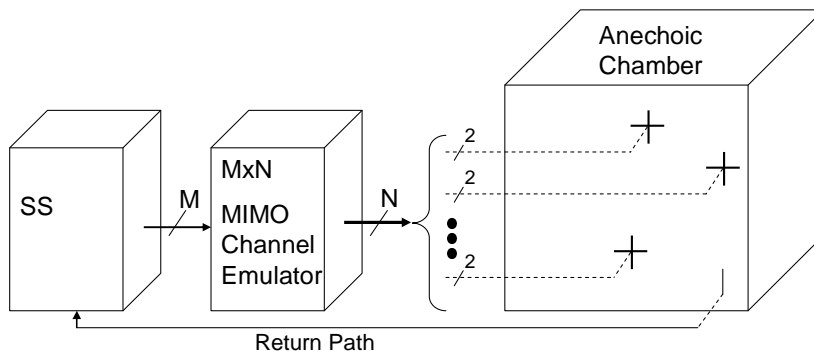 Anechoic
Chamber
SS
M
MxN
MIMO
Channel
Emulator
N
2
2
2
Return Path